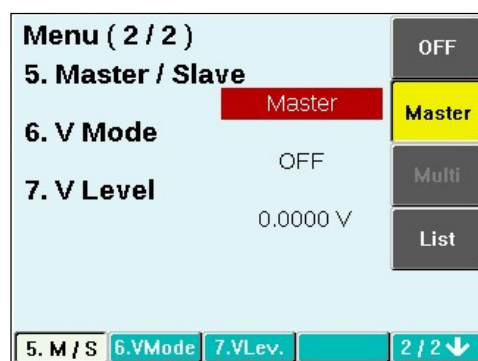 Menu ( 2 / 2 )
5. Master / Slave
Master
6. V Mode
OFF
7. V Level
0.0000 V
OFF
Master
Multi
List
5. M / S
6.VMode
7.VLev.
2 / 2